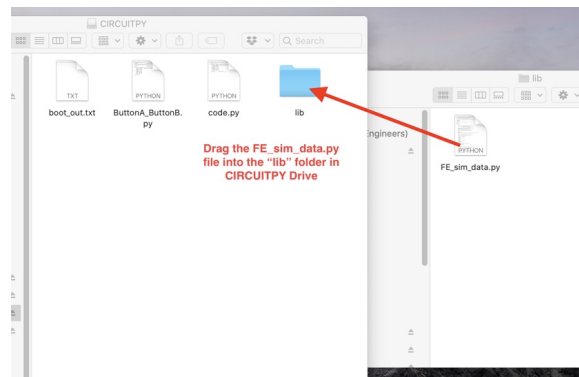 CIRCUITPY
Search
TXT
PYTHON
PYTHON
boot_out.txt
ButtonA_ButtonB.
py
code.py
lib
Drag the FE_sim_data.py
file into the “lib” folder in
CIRCUITPY Drive
lib
Engineers)
PYTHON
FE_sim_data.py